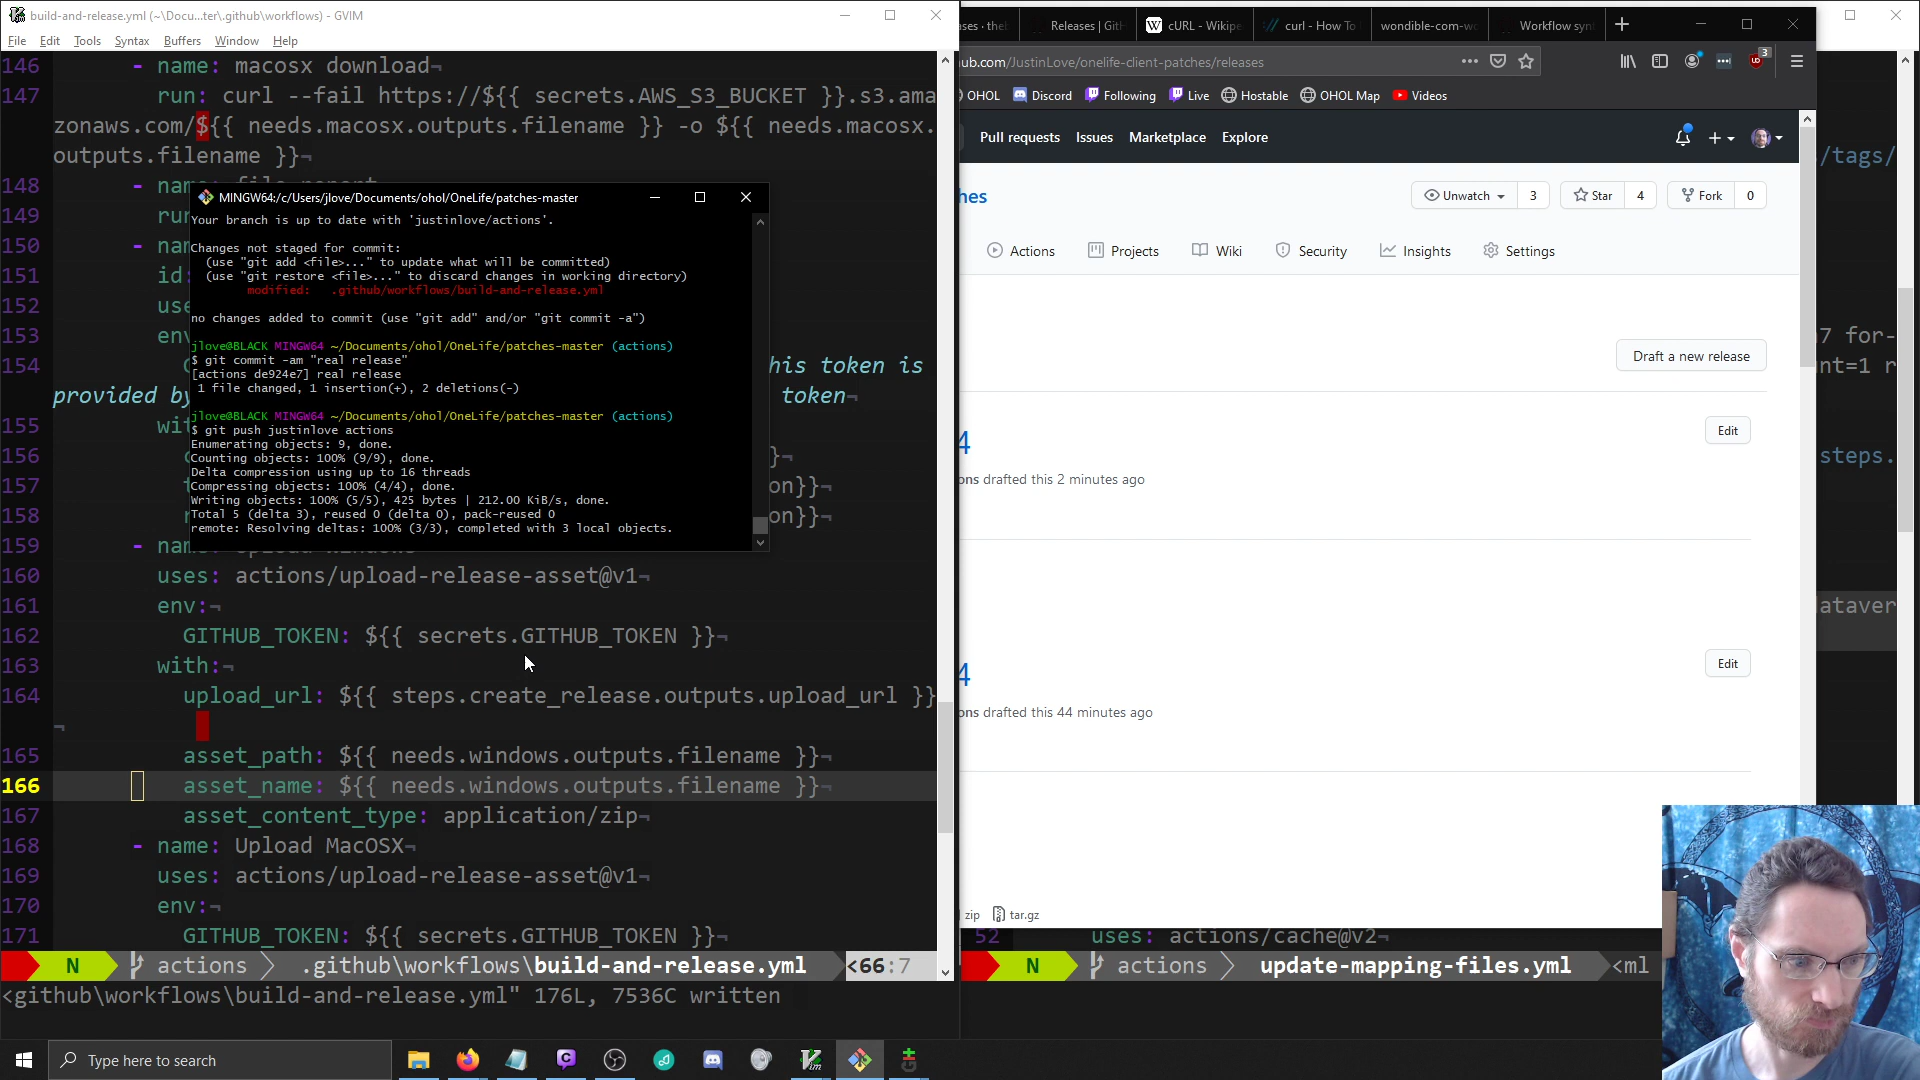 build-and-release.yml (~\Docu...ter\.github\workflows) - GVIM
File Edit Tools Syntax Buffers Window Help
146 - name: macosx download¬
147 run: curl --fail https://${{ secrets.AWS_S3_BUCKET }}.s3.ama
zonaws.com/${{ needs.macosx.outputs.filename }} -o ${{ needs.macosx.
outputs.filename }}¬
148
149
150
151 id:
152
153
154 his token is
provided by token¬
155
156 }¬
157 on}}¬
158 on}}¬
159
160 uses: actions/upload-release-asset@v1¬
161 env:¬
162 GITHUB_TOKEN: ${{ secrets.GITHUB_TOKEN }}¬
163 with:¬
164 upload_url: ${{ steps.create_release.outputs.upload_url }}
¬
165 asset_path: ${{ needs.windows.outputs.filename }}¬
166 asset_name: ${{ needs.windows.outputs.filename }}¬
167 asset_content_type: application/zip¬
168 - name: Upload MacOSX¬
169 uses: actions/upload-release-asset@v1¬
170 env:¬
171 GITHUB_TOKEN: ${{ secrets.GITHUB_TOKEN }}¬
N actions .github\workflows\build-and-release.yml <66:7
<github\workflows\build-and-release.yml" 176L, 7536C written
MINGW64:/c/Users/jlove/Documents/ohol/OneLife/patches-master
Your branch is up to date with 'justinlove/actions'.
Changes not staged for commit:
(use "git add <file>..." to update what will be committed)
(use "git restore <file>..." to discard changes in working directory)
modified: .github/workflows/build-and-release.yml
no changes added to commit (use "git add" and/or "git commit -a")
jlove@BLACK MINGW64 ~/Documents/ohol/OneLife/patches-master (actions)
$ git commit -am "real release"
[actions de924e7] real release
1 file changed, 1 insertion(+), 2 deletions(-)
jlove@BLACK MINGW64 ~/Documents/ohol/OneLife/patches-master (actions)
$ git push justinlove actions
Enumerating objects: 9, done.
Counting objects: 100% (9/9), done.
Delta compression using up to 16 threads
Compressing objects: 100% (4/4), done.
Writing objects: 100% (5/5), 425 bytes | 212.00 KiB/s, done.
Total 5 (delta 3), reused 0 (delta 0), pack-reused 0
remote: Resolving deltas: 100% (3/3), completed with 3 local objects.
ases · the Releases | GitH W cURL - Wikipe curl - How To wondible-com-wo Workflow syn
ub.com/JustinLove/onelife-client-patches/releases
3
OHOL Discord Following Live Hostable OHOL Map Videos
Pull requests Issues Marketplace Explore
hes
Unwatch 3 Star 4 Fork 0
Actions Projects Wiki Security Insights Settings
Draft a new release
4 Edit
ons drafted this 2 minutes ago
4 Edit
ons drafted this 44 minutes ago
zip tar.gz
/tags/
7 for-
nt=1 r
steps.
ataver
52 uses: actions/cache@v2¬
N actions update-mapping-files.yml <ml
Type here to search